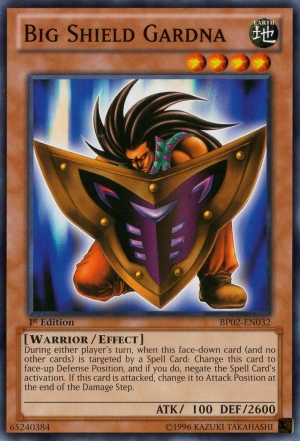 BIG SHIELD GARDNA
EARTH
地
1st Edition
BP02-EN032
[WARRIOR / EFFECT]
During either player's turn, when this face-down card (and no
other cards) is targeted by a Spell Card: Change this card
to face-up Defense Position, and if you do, negate the Spell Card's
activation. If this card is attacked, change it to Attack Position at
the end of the Damage Step.
ATK/ 100 DEF/2600
65240384
©1996 KAZUKI TAKAHASHI